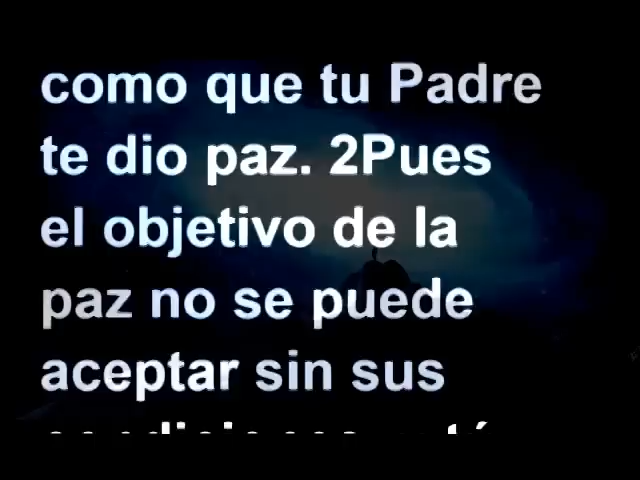 como que tu Padre
te dio paz. 2Pues
el objetivo de la
paz no se puede
aceptar sin sus